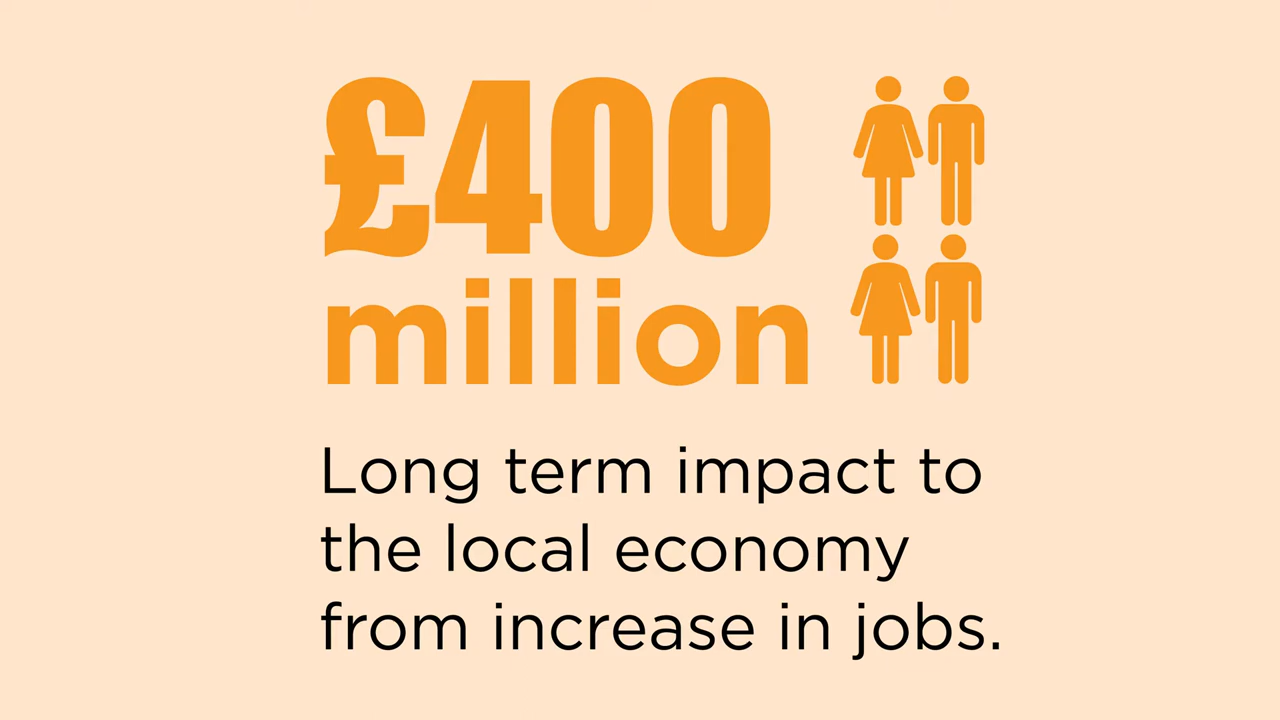 £400
million
Long term impact to
the local economy
from increase in jobs.